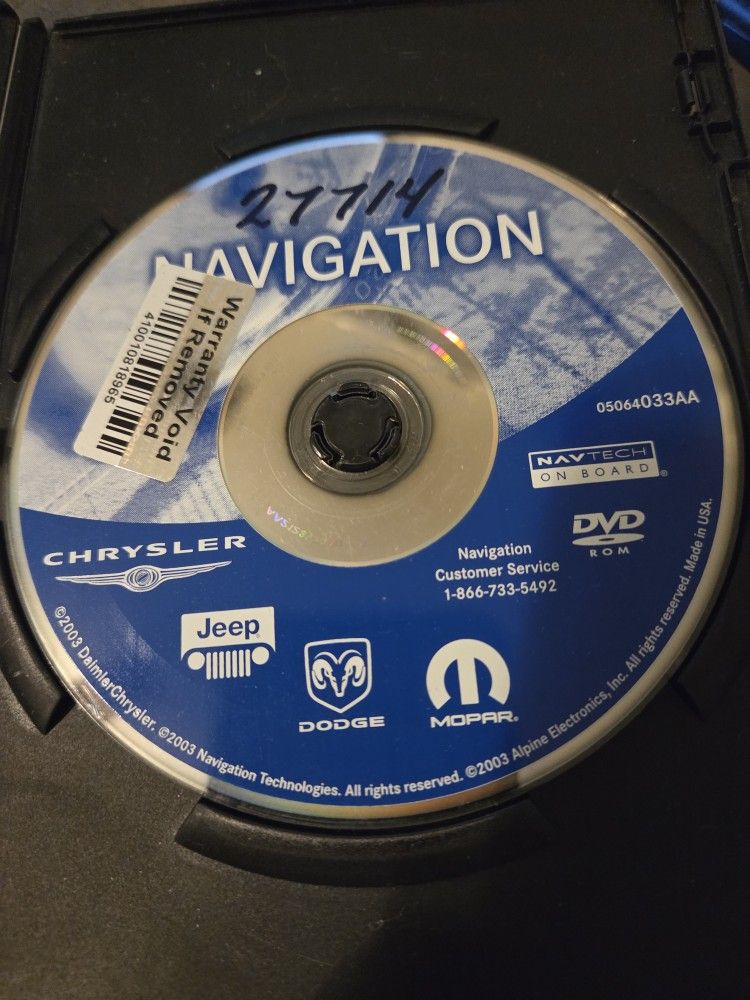 27714
NAVIGATION
Warranty Void
If Removed
410010818965
05064033AA
NAVTECH
ON BOARD®
DVD
ROM
Navigation
Customer Service
1-866-733-5492
CHRYSLER
Jeep®
DODGE
MOPAR®
©2003 DaimlerChrysler. ©2003 Navigation Technologies. All rights reserved. ©2003 Alpine Electronics, Inc. All rights reserved. Made in USA.